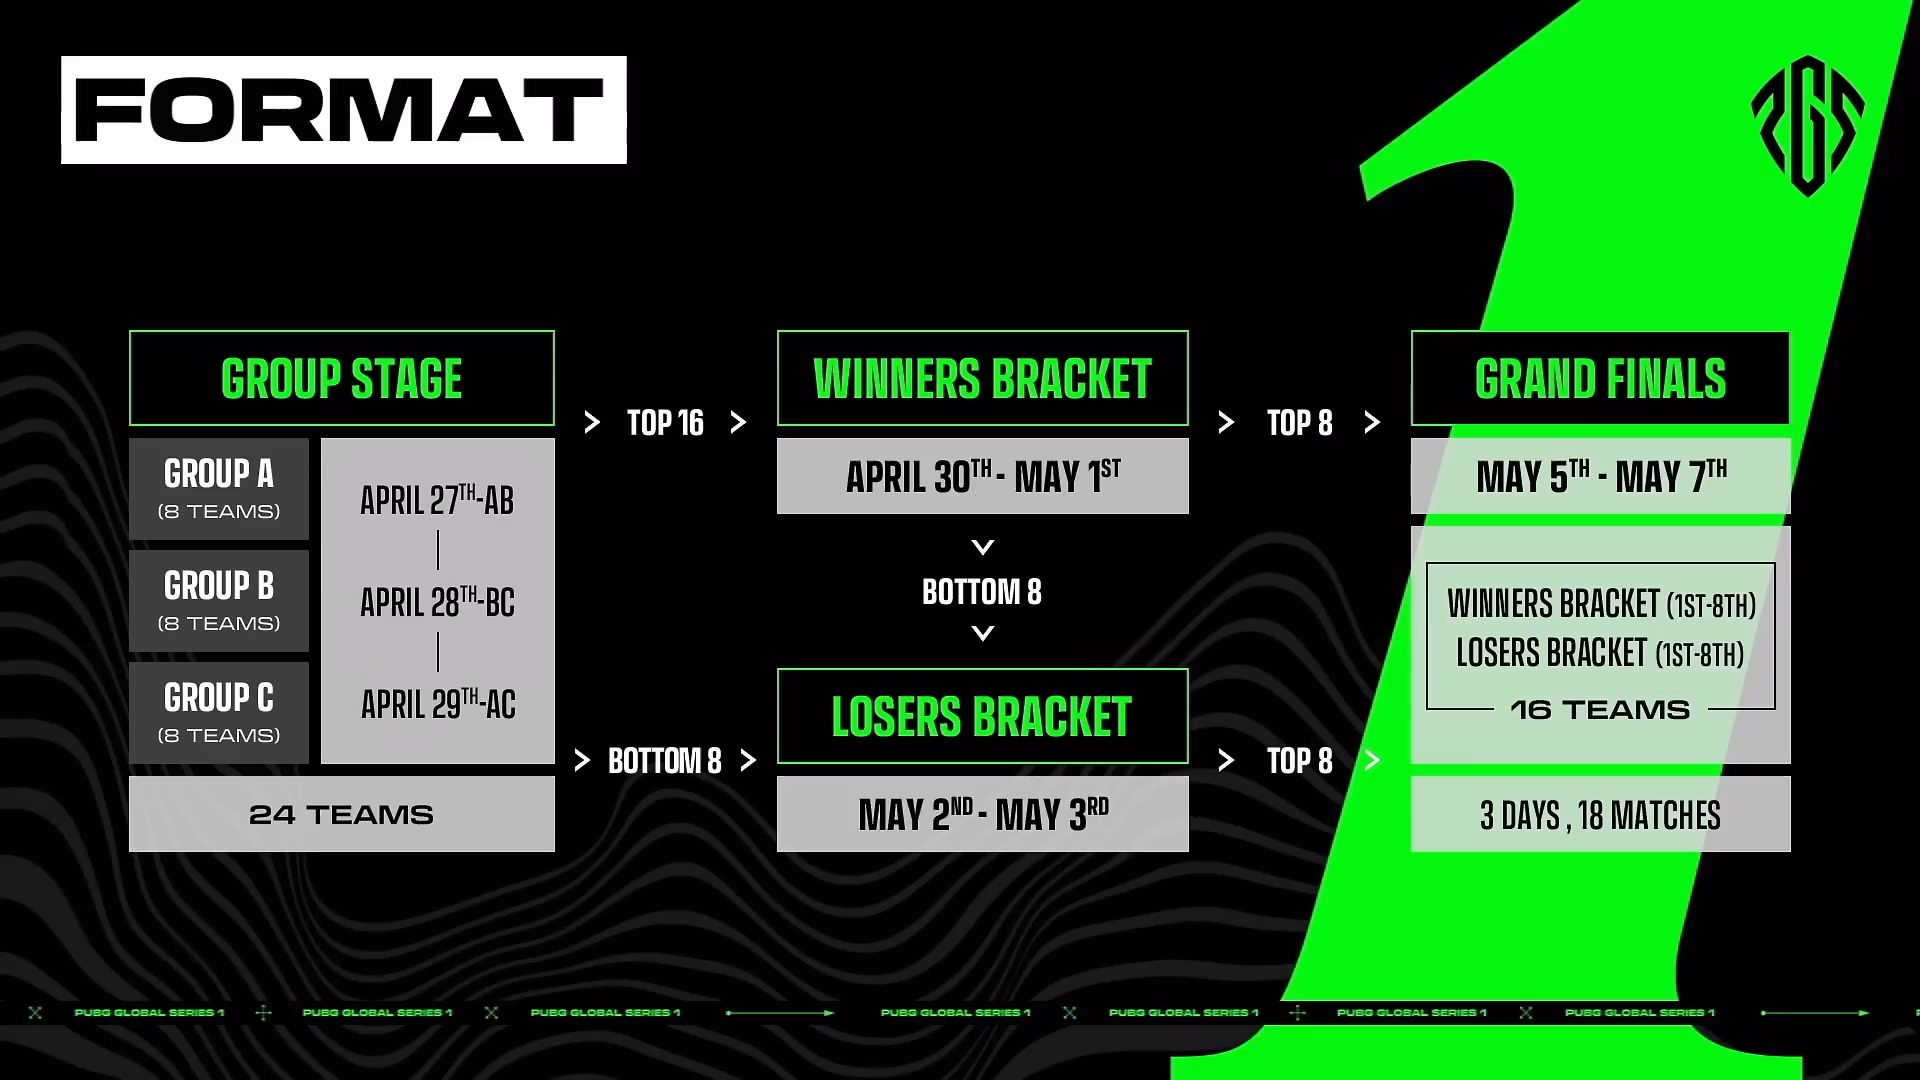 FORMAT
PGS
GROUP STAGE
GROUP A
(8 TEAMS)
GROUP B
(8 TEAMS)
GROUP C
(8 TEAMS)
APRIL 27TH-AB
APRIL 28TH-BC
APRIL 29TH-AC
24 TEAMS
> TOP 16 >
> BOTTOM 8 >
WINNERS BRACKET
APRIL 30TH - MAY 1ST
BOTTOM 8
LOSERS BRACKET
MAY 2ND - MAY 3RD
> TOP 8 >
> TOP 8 >
GRAND FINALS
MAY 5TH - MAY 7TH
WINNERS BRACKET (1ST-8TH)
LOSERS BRACKET (1ST-8TH)
16 TEAMS
3 DAYS , 18 MATCHES
1
PUBG GLOBAL SERIES 1 PUBG GLOBAL SERIES 1 PUBG GLOBAL SERIES 1 PUBG GLOBAL SERIES 1 PUBG GLOBAL SERIES 1 PUBG GLOBAL SERIES 1 PUBG GLOBAL SERIES 1